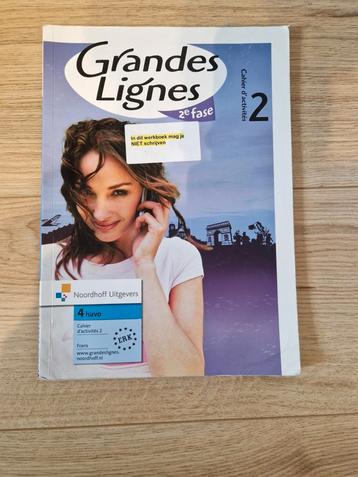 Grandes
Lignes
2e fase
Cahier d'activités 2
in dit werkboek mag je
NIET schrijven
Noordhoff Uitgevers
4 havo
Cahier
d'activités 2
Frans
www.grandeslignes.
noordhoff.nl
ERK